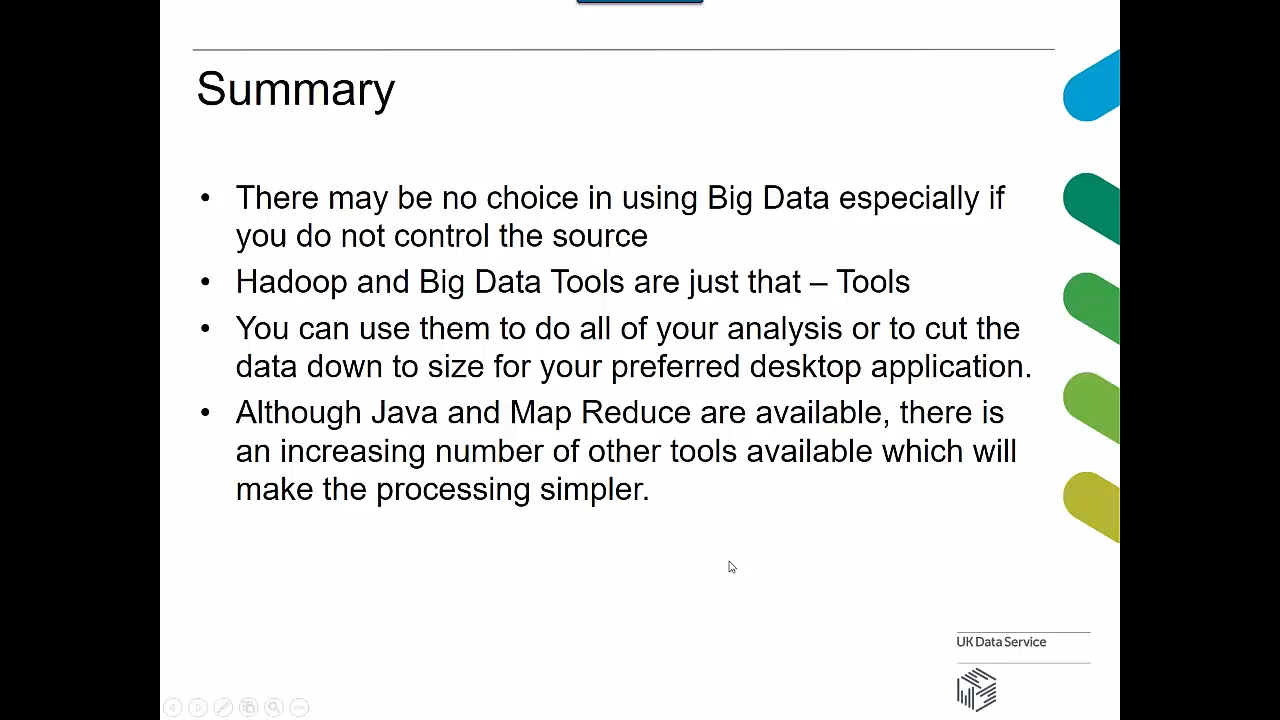 Summary
• There may be no choice in using Big Data especially if
you do not control the source
• Hadoop and Big Data Tools are just that – Tools
• You can use them to do all of your analysis or to cut the
data down to size for your preferred desktop application.
• Although Java and Map Reduce are available, there is
an increasing number of other tools available which will
make the processing simpler.
UK Data Service